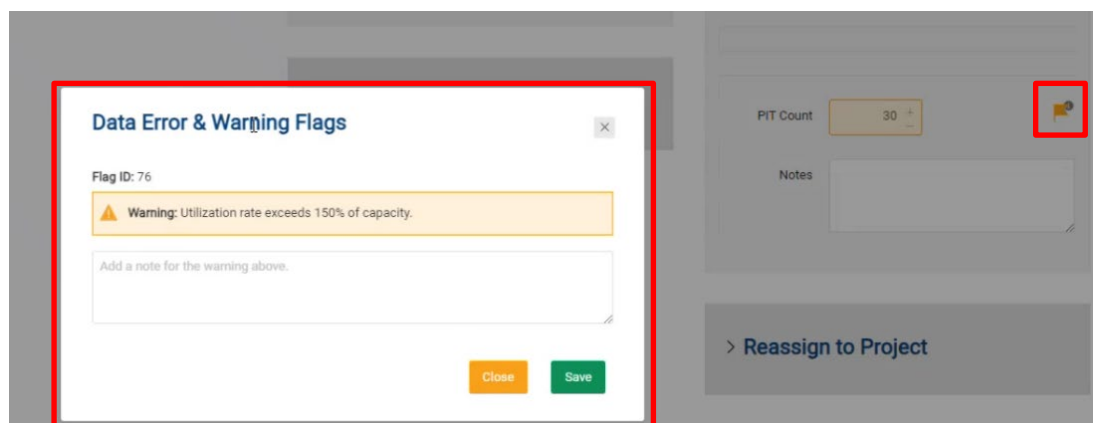 Data Error & Warning Flags
×
Flag ID: 76
Warning: Utilization rate exceeds 150% of capacity.
Add a note for the warning above.
Close
Save
PIT Count
30 + −
Notes
> Reassign to Project